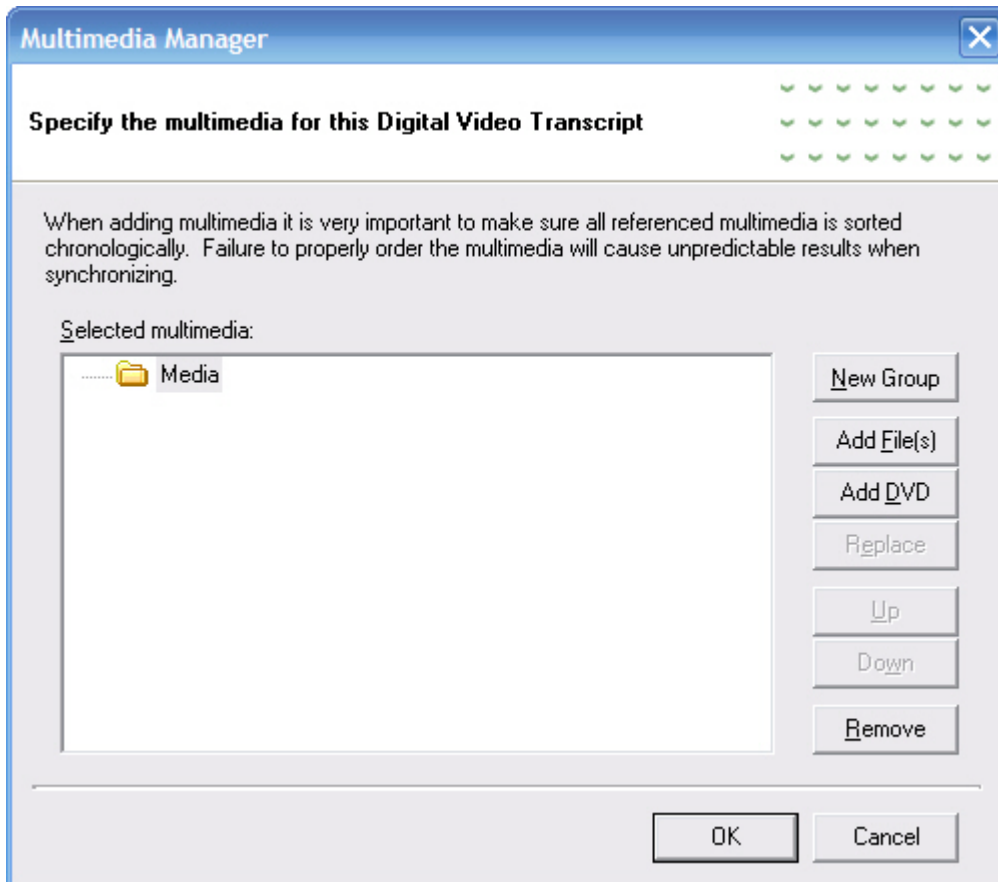 Multimedia Manager
Specify the multimedia for this Digital Video Transcript
When adding multimedia it is very important to make sure all referenced multimedia is sorted
chronologically.  Failure to properly order the multimedia will cause unpredictable results when
synchronizing.
Selected multimedia:
Media
New Group
Add File(s)
Add DVD
Replace
Up
Down
Remove
OK
Cancel